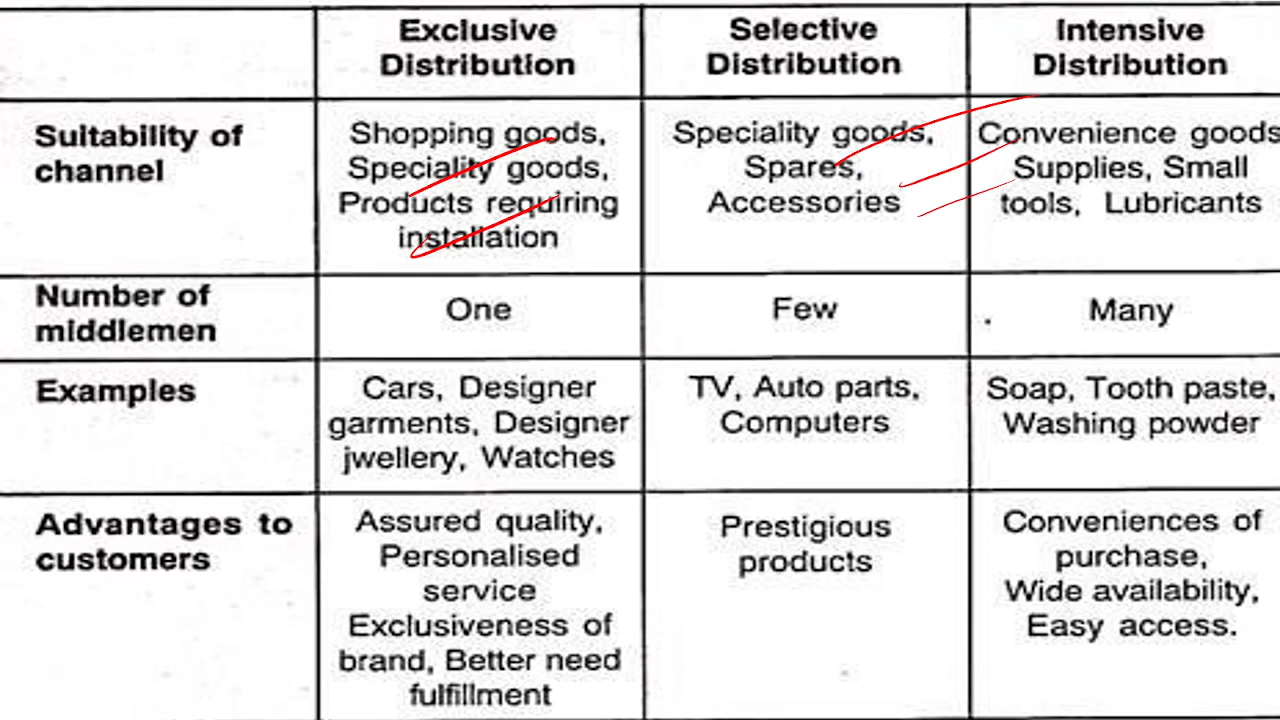 Exclusive Distribution
Selective Distribution
Intensive Distribution
Suitability of channel
Shopping goods,
Speciality goods,
Products requiring
installation
Speciality goods,
Spares,
Accessories
Convenience goods
Supplies, Small
tools, Lubricants
Number of middlemen
One
Few
Many
Examples
Cars, Designer
garments, Designer
jwellery, Watches
TV, Auto parts,
Computers
Soap, Tooth paste,
Washing powder
Advantages to customers
Assured quality,
Personalised
service
Exclusiveness of
brand, Better need
fulfillment
Prestigious
products
Conveniences of
purchase,
Wide availability,
Easy access.